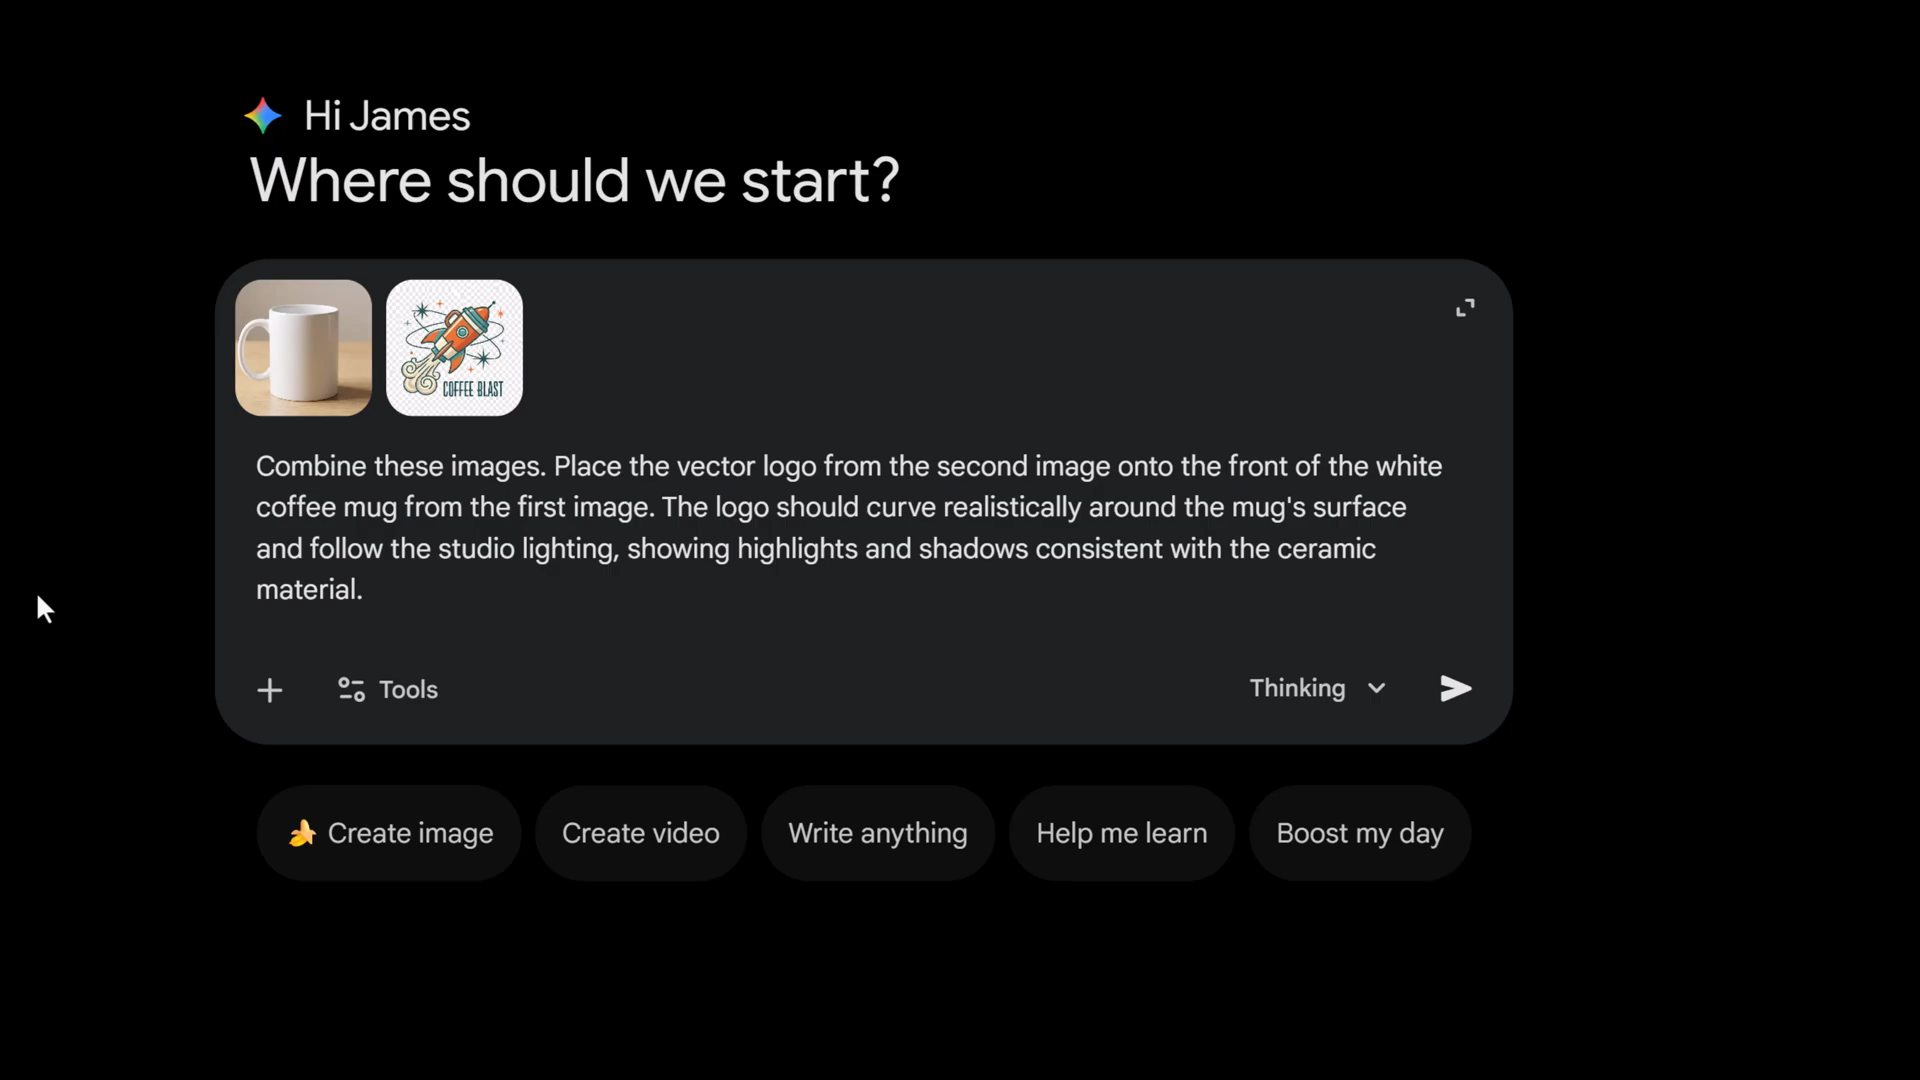 Hi James
Where should we start?
COFFEE BLAST
Combine these images. Place the vector logo from the second image onto the front of the white
coffee mug from the first image. The logo should curve realistically around the mug's surface
and follow the studio lighting, showing highlights and shadows consistent with the ceramic
material.
Tools
Thinking
Create image
Create video
Write anything
Help me learn
Boost my day